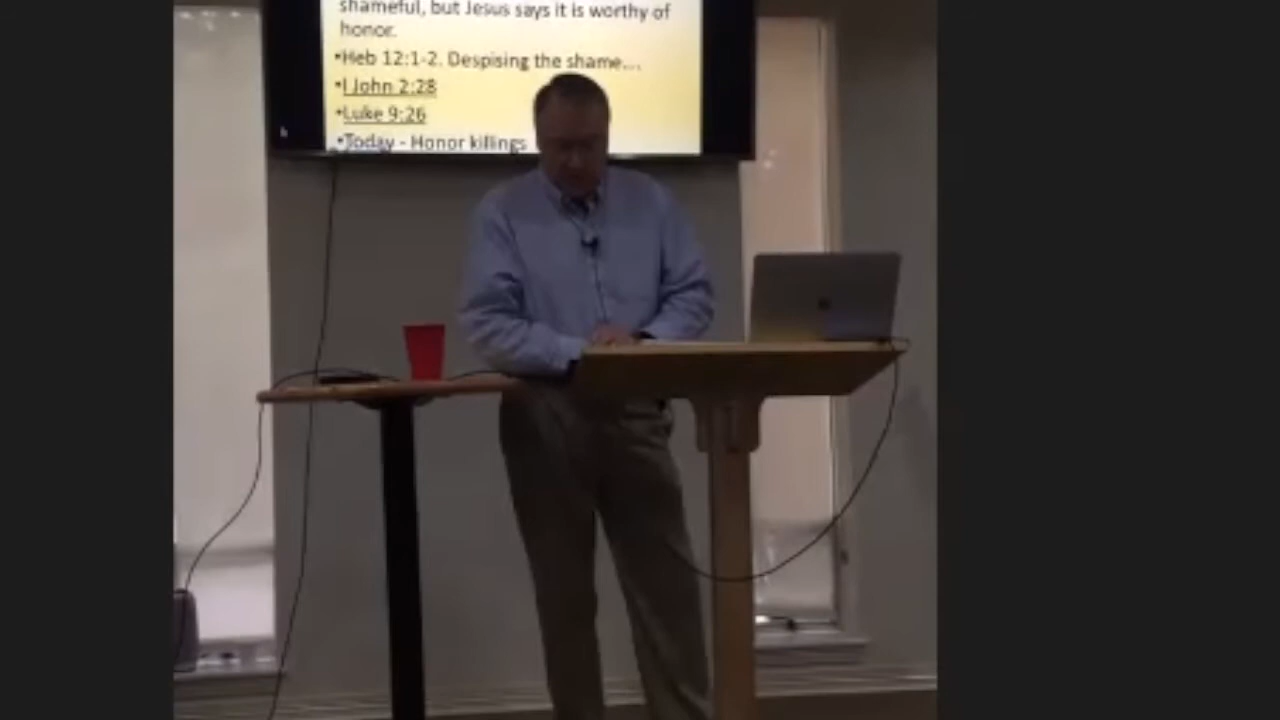 shameful, but Jesus says it is worthy of
honor.
•Heb 12:1-2. Despising the shame...
•I John 2:28
•Luke 9:26
•Today - Honor killings